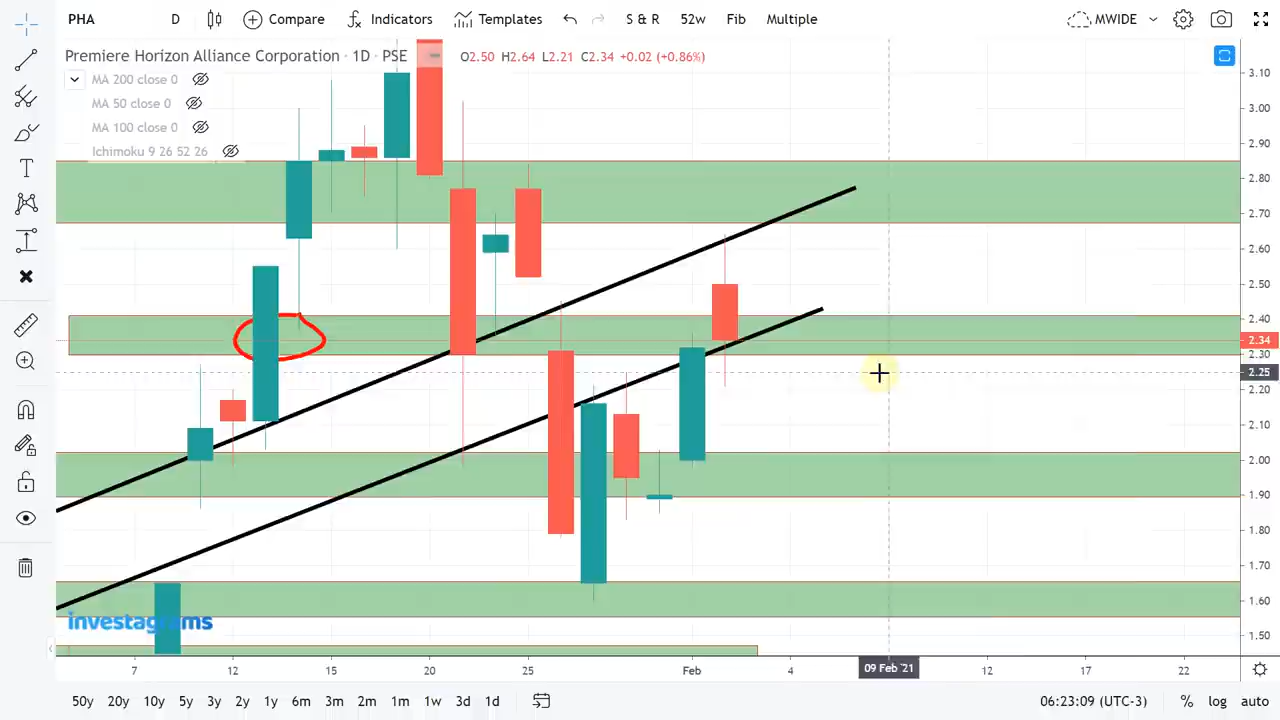 PHA D Compare Indicators Templates S & R 52w Fib Multiple MWIDE
Premiere Horizon Alliance Corporation · 1D · PSE O2.50 H2.64 L2.21 C2.34 +0.02 (+0.86%)
MA 200 close 0
MA 50 close 0
MA 100 close 0
Ichimoku 9 26 52 26
3.10
3.00
2.90
2.80
2.70
2.60
2.50
2.40
2.34
2.30
2.25
2.20
2.10
2.00
1.90
1.80
1.70
1.60
1.50
investagrams
7 12 15 20 25 Feb 4 09 Feb '21 12 17 22
50y 20y 10y 5y 3y 2y 1y 6m 3m 2m 1m 1w 3d 1d 06:23:09 (UTC-3) % log auto